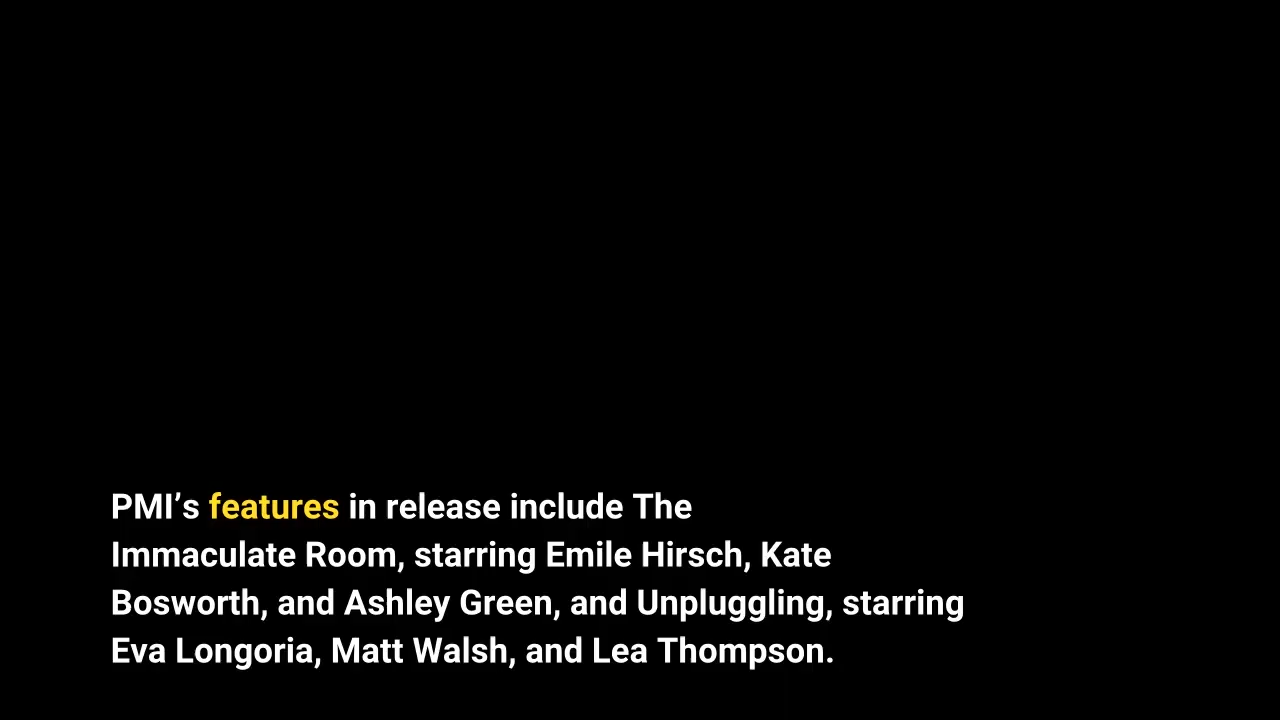 PMI’s features in release include The
Immaculate Room, starring Emile Hirsch, Kate
Bosworth, and Ashley Green, and Unpluggling, starring
Eva Longoria, Matt Walsh, and Lea Thompson.